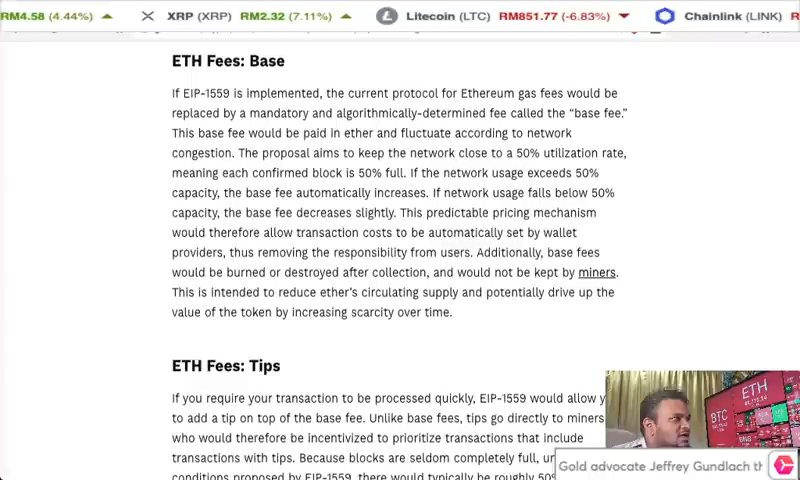 RM4.58 (4.44%) XRP (XRP) RM2.32 (7.11%) Litecoin (LTC) RM851.77 (-6.83%) Chainlink (LINK) R
ETH Fees: Base
If EIP-1559 is implemented, the current protocol for Ethereum gas fees would be
replaced by a mandatory and algorithmically-determined fee called the “base fee.”
This base fee would be paid in ether and fluctuate according to network
congestion. The proposal aims to keep the network close to a 50% utilization rate,
meaning each confirmed block is 50% full. If the network usage exceeds 50%
capacity, the base fee automatically increases. If network usage falls below 50%
capacity, the base fee decreases slightly. This predictable pricing mechanism
would therefore allow transaction costs to be automatically set by wallet
providers, thus removing the responsibility from users. Additionally, base fees
would be burned or destroyed after collection, and would not be kept by miners.
This is intended to reduce ether’s circulating supply and potentially drive up the
value of the token by increasing scarcity over time.
ETH Fees: Tips
If you require your transaction to be processed quickly, EIP-1559 would allow y
to add a tip on top of the base fee. Unlike base fees, tips go directly to miners
who would therefore be incentivized to prioritize transactions that include
transactions with tips. Because blocks are seldom completely full, un
conditions proposed by EIP-1559, there would typically be roughly 50%
ETH
BTC
Gold advocate Jeffrey Gundlach th